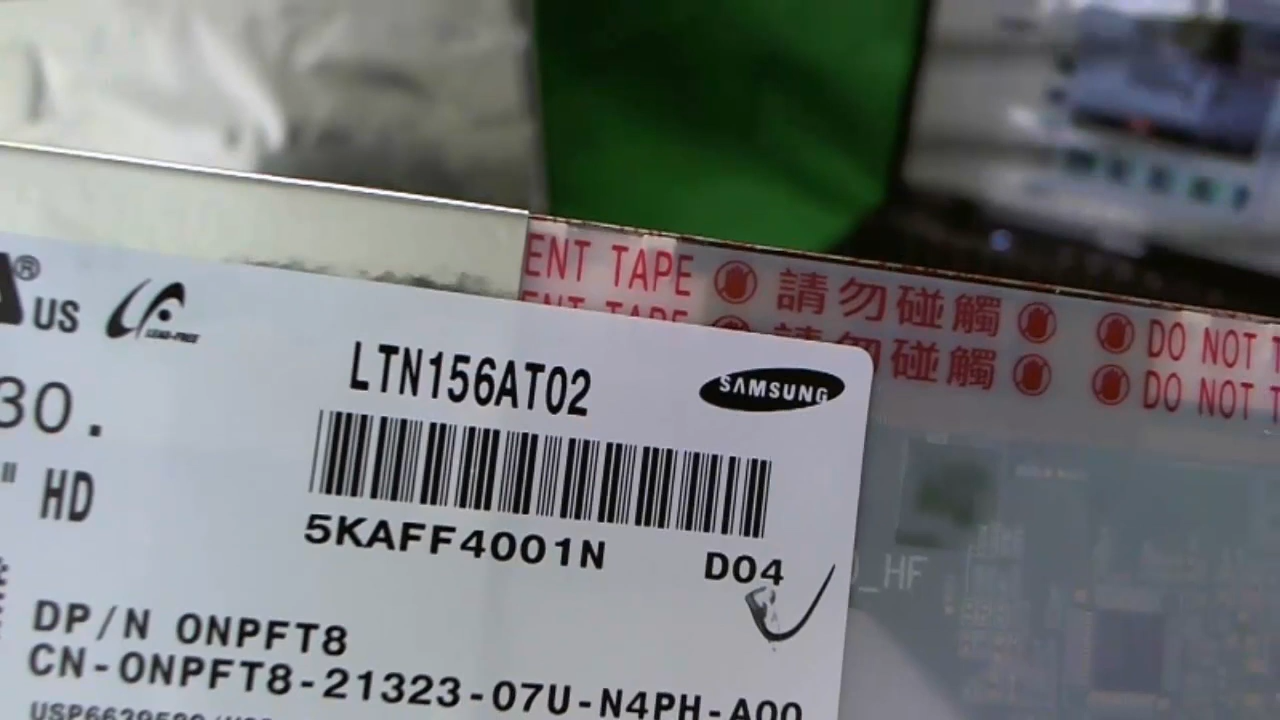 ENT TAPE 請勿碰觸 DO NOT
ENT TAPE 請勿碰觸 DO NOT
® US LEAD-FREE
LTN156AT02 SAMSUNG
30.
" HD
5KAFF4001N D04
_HF
DP/N 0NPFT8
CN-0NPFT8-21323-07U-N4PH-A00